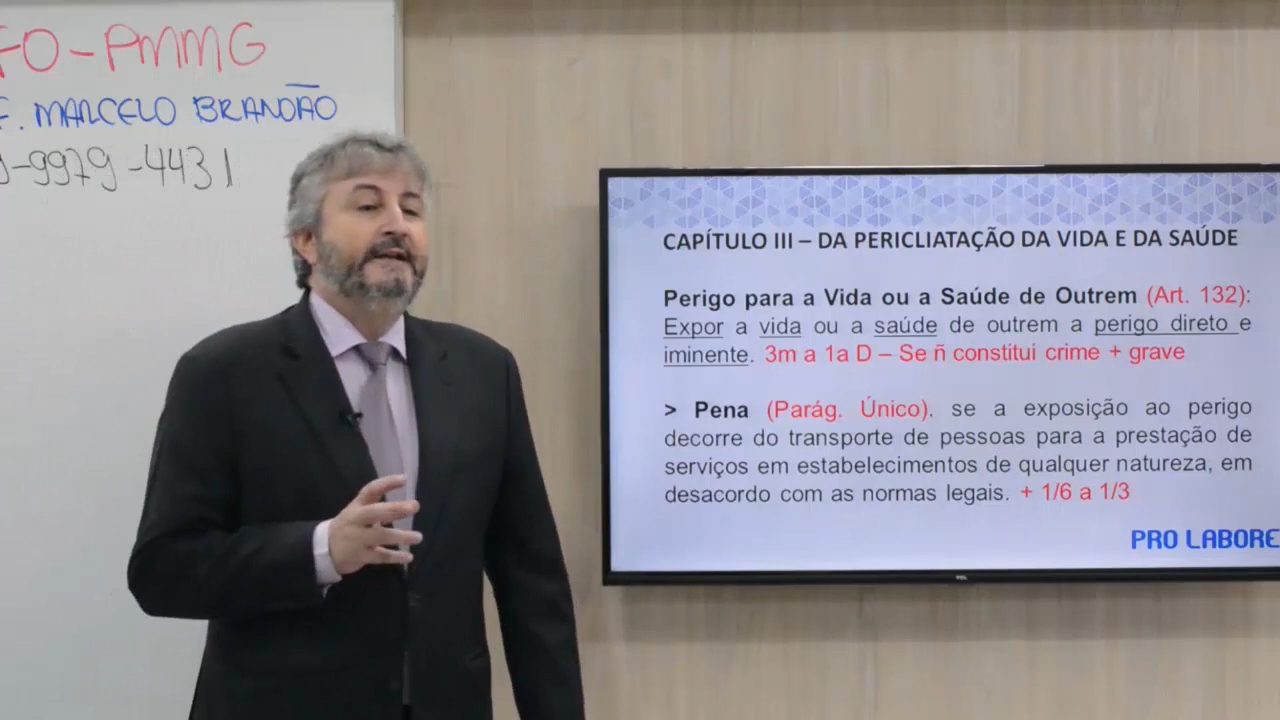 FO-PMMG
F. MARCELO BRANDÃO
9-9979-4431
CAPÍTULO III – DA PERICLIATAÇÃO DA VIDA E DA SAÚDE
Perigo para a Vida ou a Saúde de Outrem (Art. 132):
Expor a vida ou a saúde de outrem a perigo direto e
iminente. 3m a 1a D – Se ñ constitui crime + grave
> Pena (Parág. Único). se a exposição ao perigo
decorre do transporte de pessoas para a prestação de
serviços em estabelecimentos de qualquer natureza, em
desacordo com as normas legais. + 1/6 a 1/3
PRO LABORE
TCL